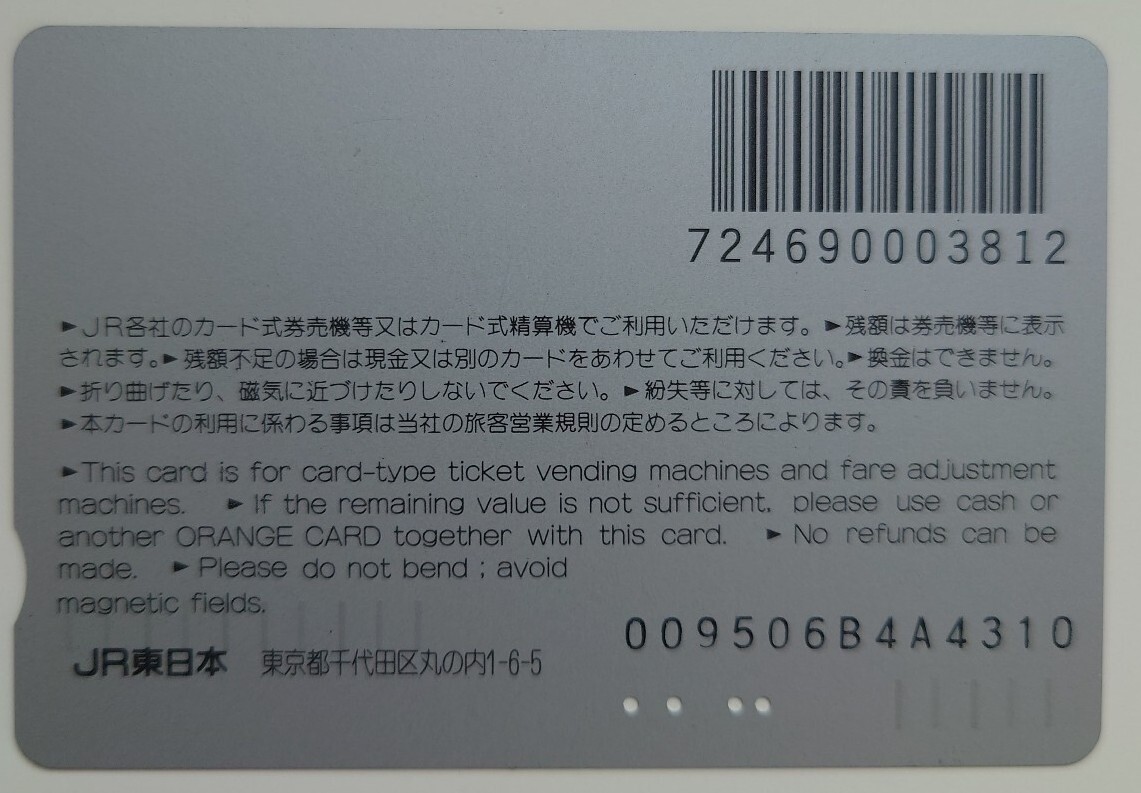 724690003812
►JR各社のカード式券売機等又はカード式精算機でご利用いただけます。►残額は券売機等に表示
されます。►残額不足の場合は現金又は別のカードをあわせてご利用ください。►換金はできません。
►折り曲げたり、磁気に近づけたりしないでください。►紛失等に対しては、その責を負いません。
►本カードの利用に係わる事項は当社の旅客営業規則の定めるところによります。
►This card is for card-type ticket vending machines and fare adjustment
machines. ►If the remaining value is not sufficient, please use cash or
another ORANGE CARD together with this card. ►No refunds can be
made. ►Please do not bend ; avoid
magnetic fields.
009506B4A4310
JR東日本 東京都千代田区丸の内1-6-5